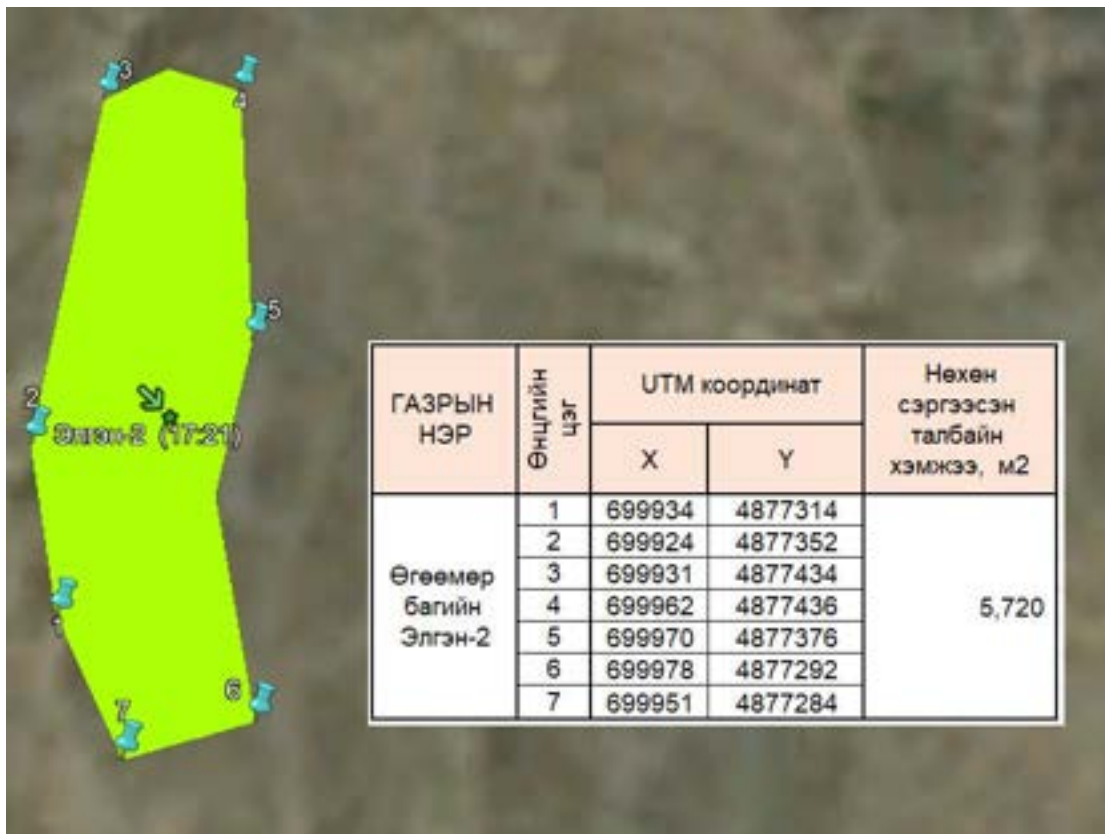 3
4
5
2
Элгэн-2 (17:21)
1
6
7
ГАЗРЫН НЭР
Өнцгийн цэг
UTM координат
X Y
Нөхөн
сэргээсэн
талбайн
хэмжээ, м2
Өгөөмөр
багийн
Элгэн-2
1 699934 4877314
2 699924 4877352
3 699931 4877434
4 699962 4877436
5 699970 4877376
6 699978 4877292
7 699951 4877284
5,720